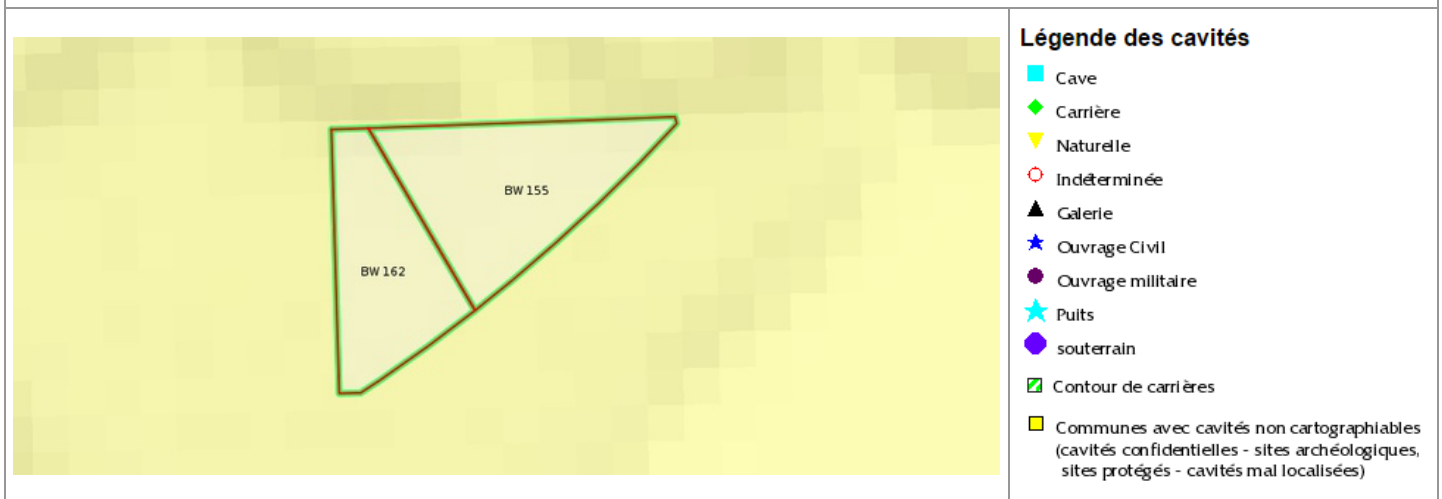 BW 155
BW 162
Légende des cavités
Cave
Carrière
Naturelle
Indéterminée
Galerie
Ouvrage Civil
Ouvrage militaire
Puits
souterrain
Contour de carrières
Communes avec cavités non cartographiables
(cavités confidentielles - sites archéologiques,
sites protégés - cavités mal localisées)